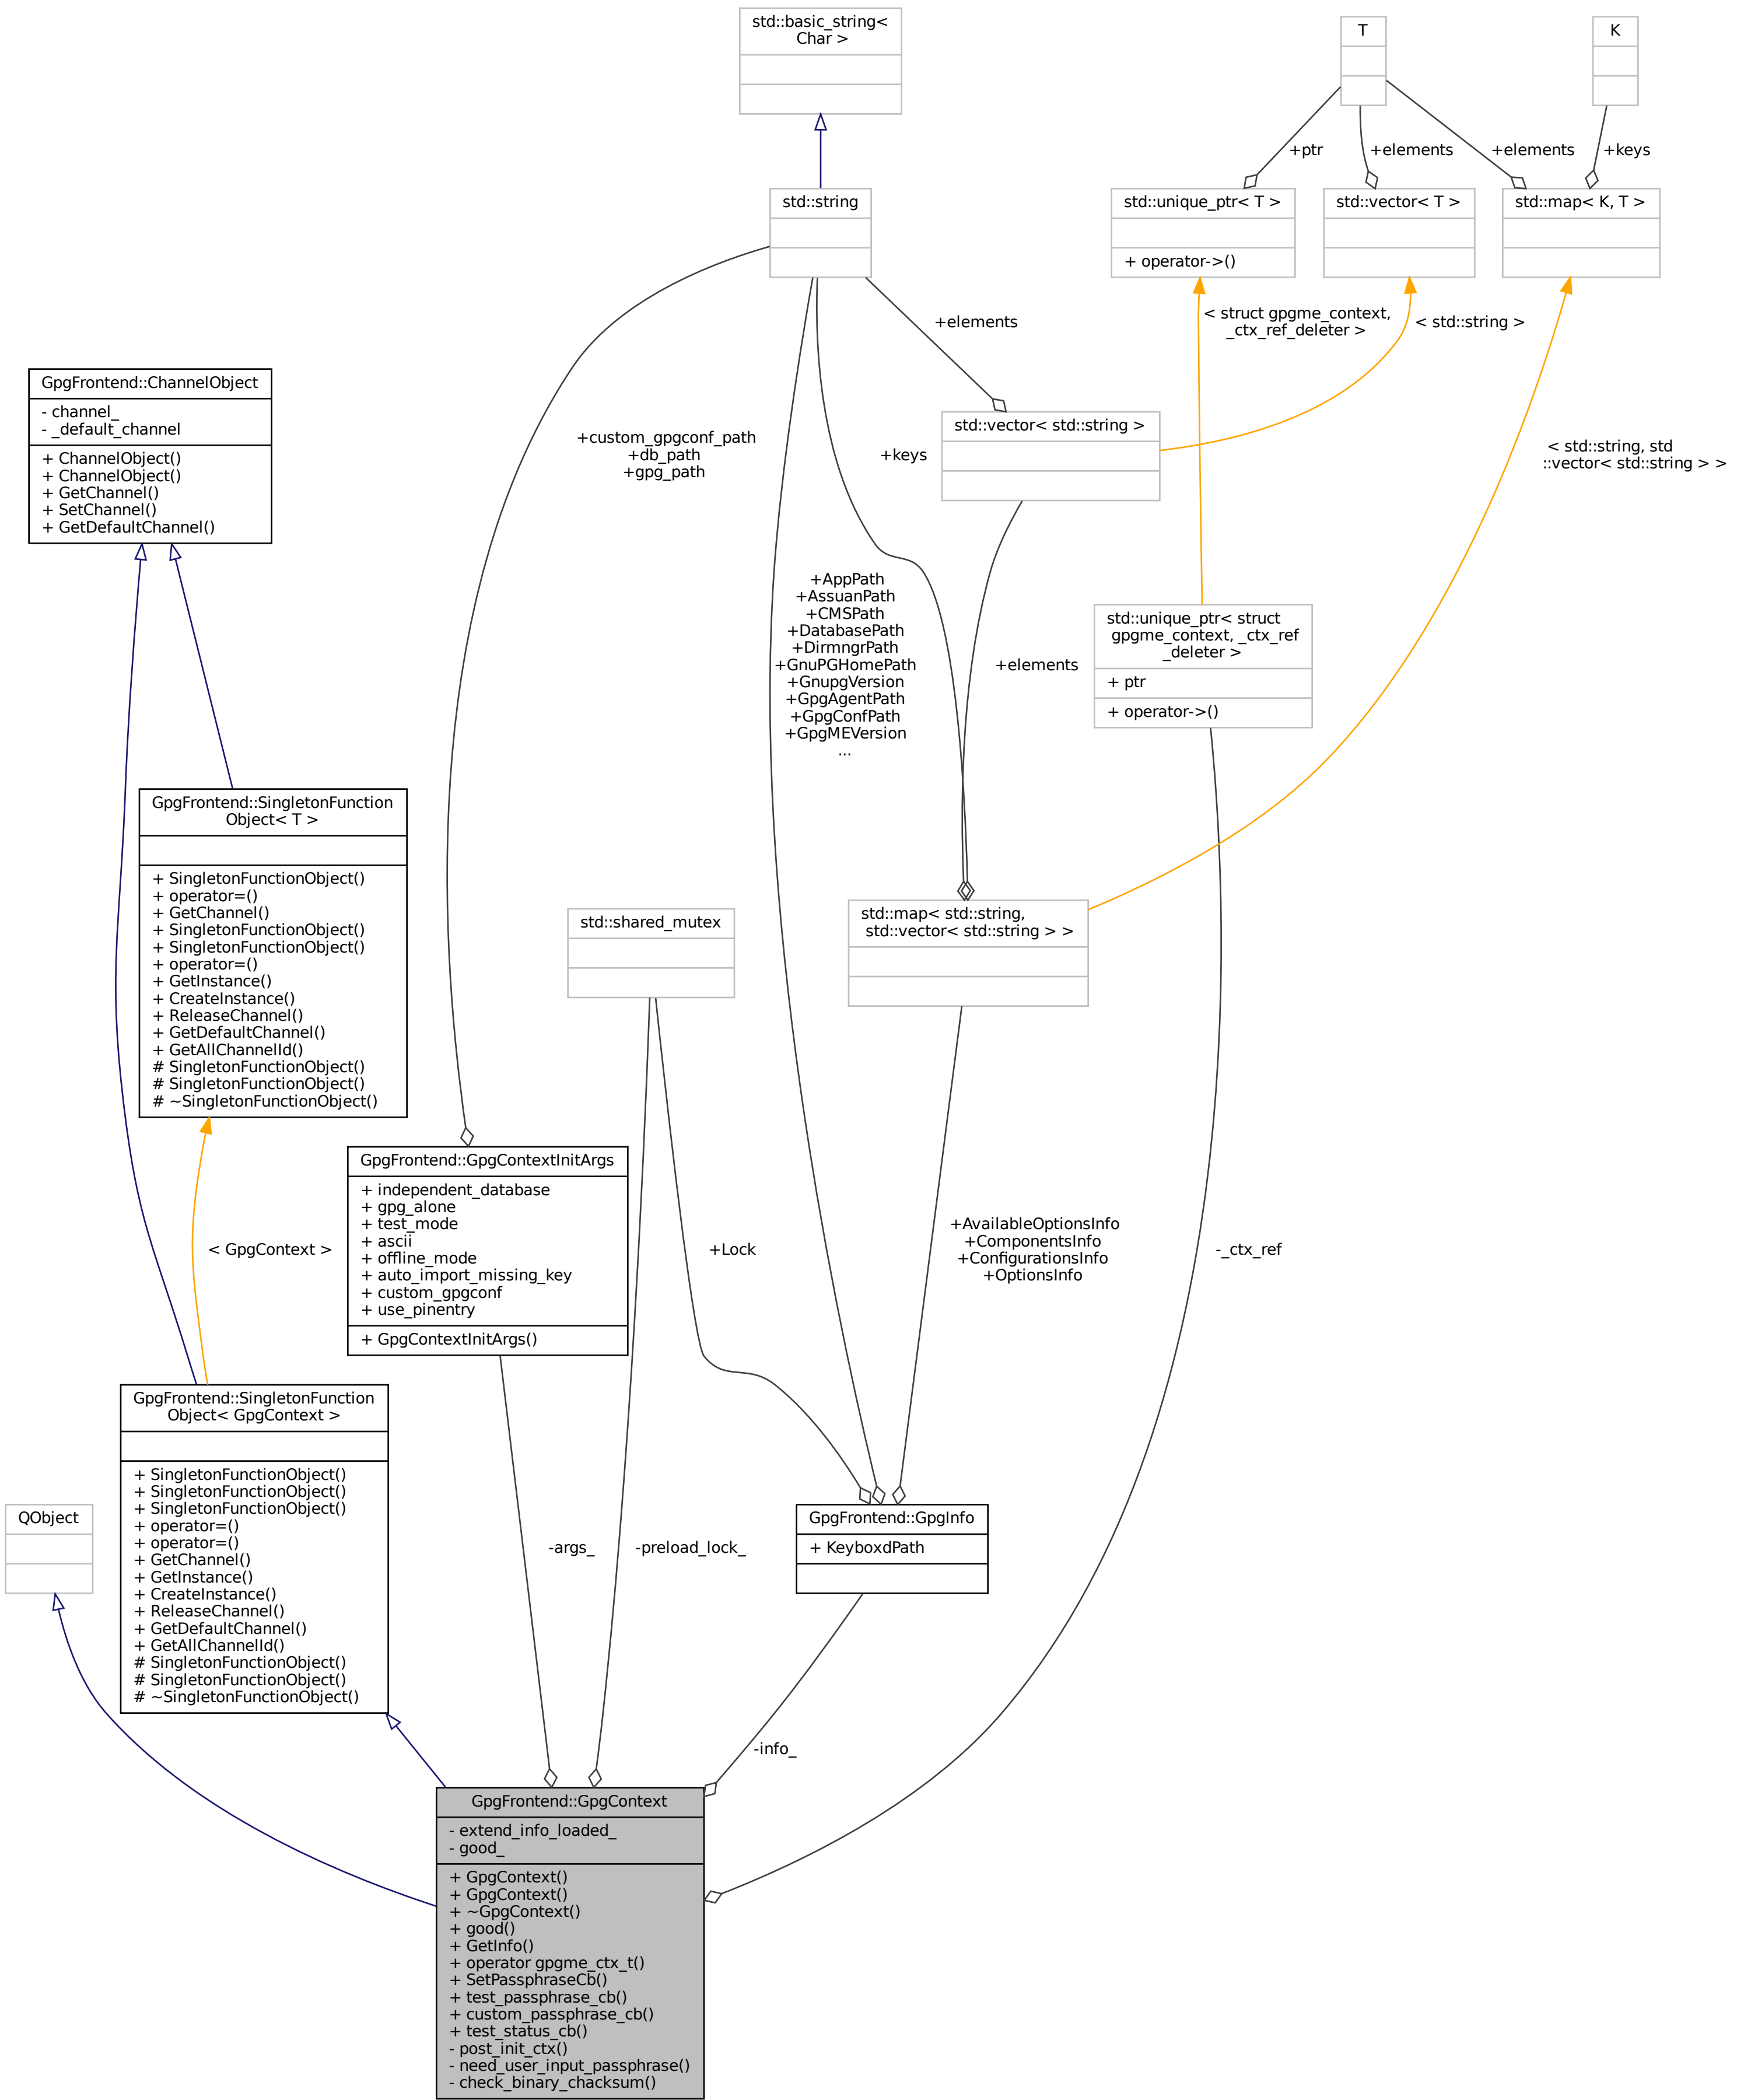 std::basic_string<
Char >
T
K
+ptr
+elements
+elements
+keys
std::string
std::unique_ptr< T >
+ operator->()
std::vector< T >
std::map< K, T >
+elements
< struct gpgme_context,
_ctx_ref_deleter >
< std::string >
GpgFrontend::ChannelObject
- channel_
- _default_channel
+ ChannelObject()
+ ChannelObject()
+ GetChannel()
+ SetChannel()
+ GetDefaultChannel()
+custom_gpgconf_path
+db_path
+gpg_path
+keys
std::vector< std::string >
< std::string, std
::vector< std::string > >
+AppPath
+AssuanPath
+CMSPath
+DatabasePath
+DirmngrPath
+GnuPGHomePath
+GnupgVersion
+GpgAgentPath
+GpgConfPath
+GpgMEVersion
...
+elements
std::unique_ptr< struct
gpgme_context, _ctx_ref
_deleter >
+ ptr
+ operator->()
GpgFrontend::SingletonFunction
Object< T >
+ SingletonFunctionObject()
+ operator=()
+ GetChannel()
+ SingletonFunctionObject()
+ SingletonFunctionObject()
+ operator=()
+ GetInstance()
+ CreateInstance()
+ ReleaseChannel()
+ GetDefaultChannel()
+ GetAllChannelId()
# SingletonFunctionObject()
# SingletonFunctionObject()
# ~SingletonFunctionObject()
std::shared_mutex
std::map< std::string,
std::vector< std::string > >
< GpgContext >
GpgFrontend::GpgContextInitArgs
+ independent_database
+ gpg_alone
+ test_mode
+ ascii
+ offline_mode
+ auto_import_missing_key
+ custom_gpgconf
+ use_pinentry
+ GpgContextInitArgs()
+Lock
+AvailableOptionsInfo
+ComponentsInfo
+ConfigurationsInfo
+OptionsInfo
-_ctx_ref
GpgFrontend::SingletonFunction
Object< GpgContext >
+ SingletonFunctionObject()
+ SingletonFunctionObject()
+ SingletonFunctionObject()
+ operator=()
+ operator=()
+ GetChannel()
+ GetInstance()
+ CreateInstance()
+ ReleaseChannel()
+ GetDefaultChannel()
+ GetAllChannelId()
# SingletonFunctionObject()
# SingletonFunctionObject()
# ~SingletonFunctionObject()
QObject
-args_
-preload_lock_
GpgFrontend::GpgInfo
+ KeyboxdPath
-info_
GpgFrontend::GpgContext
- extend_info_loaded_
- good_
+ GpgContext()
+ GpgContext()
+ ~GpgContext()
+ good()
+ GetInfo()
+ operator gpgme_ctx_t()
+ SetPassphraseCb()
+ test_passphrase_cb()
+ custom_passphrase_cb()
+ test_status_cb()
- post_init_ctx()
- need_user_input_passphrase()
- check_binary_chacksum()